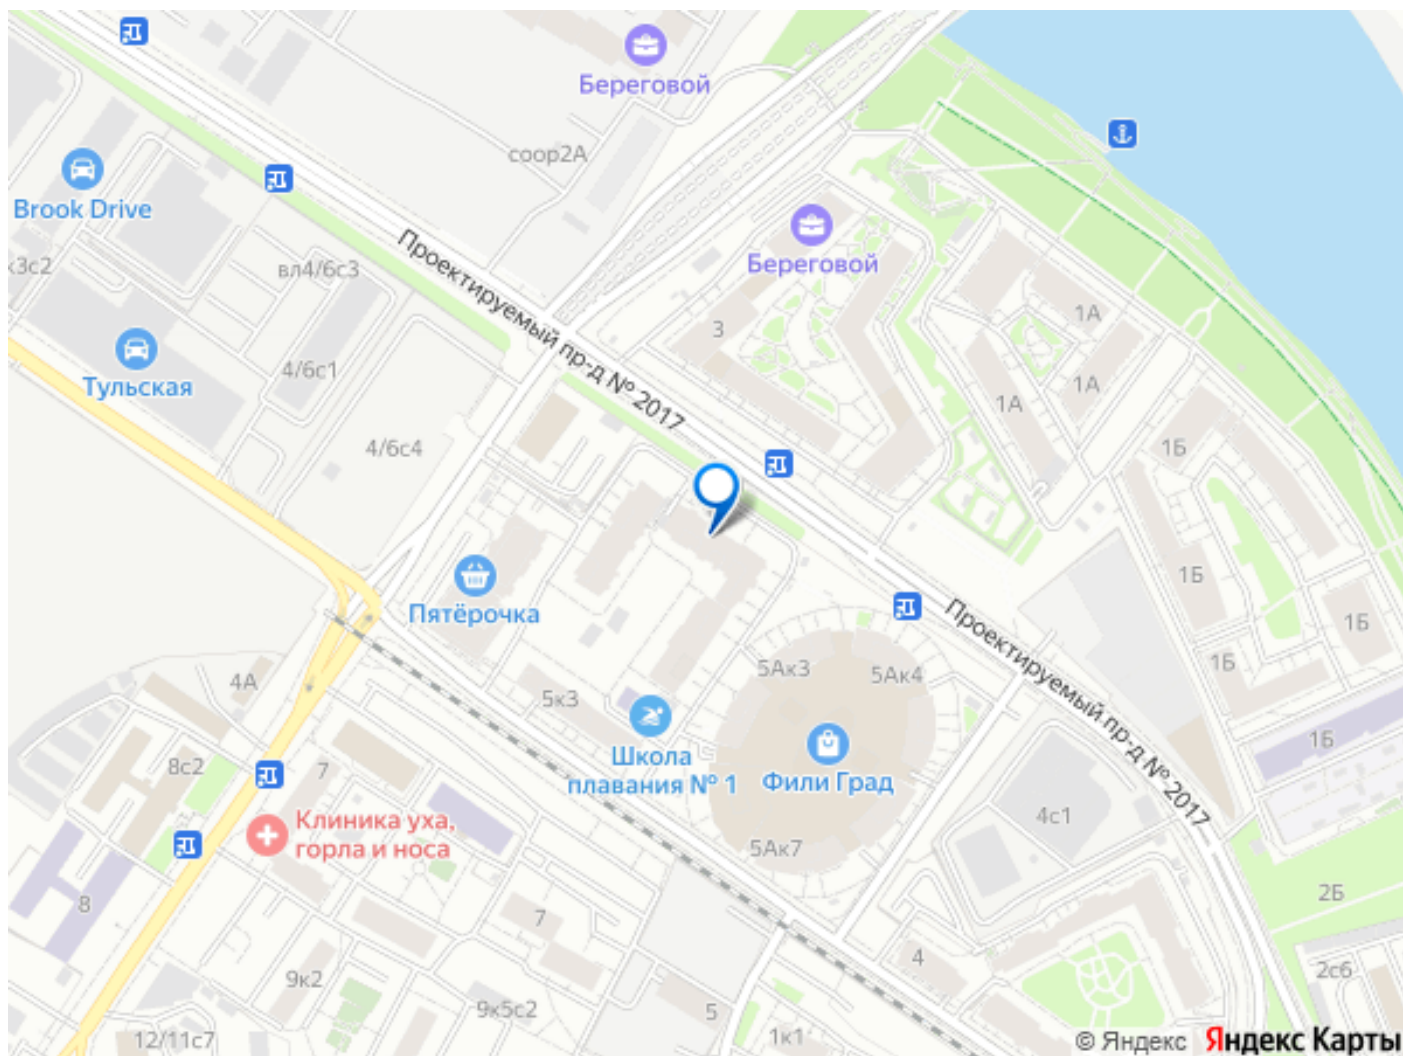 Береговой
соор2А
Brook Drive
к3с2
вл4/6с3
Проектируемый пр-д № 2017
Береговой
3
1А
1А
1А
Тульская
4/6с1
4/6с4
1Б
1Б
1Б
1Б
Пятёрочка
Проектируемый пр-д № 2017
5Ак3
5Ак4
4А
5к3
Школа
плавания № 1
Фили Град
1Б
8с2
7
Клиника уха,
горла и носа
4с1
5Ак7
8
7
2Б
4
9к2
9к5с2
5
2с6
12/11с7
1к1
© Яндекс Яндекс Карты